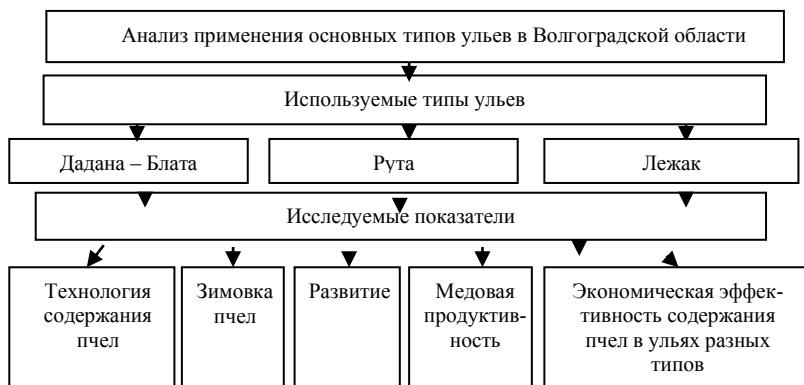 Анализ применения основных типов ульев в Волгоградской области
Используемые типы ульев
Дадана – Блата
Рута
Лежак
Исследуемые показатели
Технология
содержания
пчел
Зимовка
пчел
Развитие
Медовая
продуктив-
ность
Экономическая эффек-
тивность содержания
пчел в ульях разных
типов